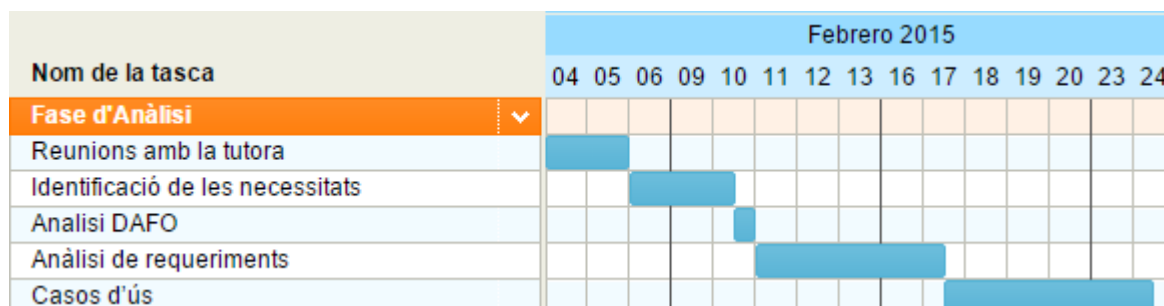 Febrero 2015
Nom de la tasca 04 05 06 09 10 11 12 13 16 17 18 19 20 23 24
Fase d'Anàlisi
Reunions amb la tutora
Identificació de les necessitats
Analisi DAFO
Anàlisi de requeriments
Casos d'ús